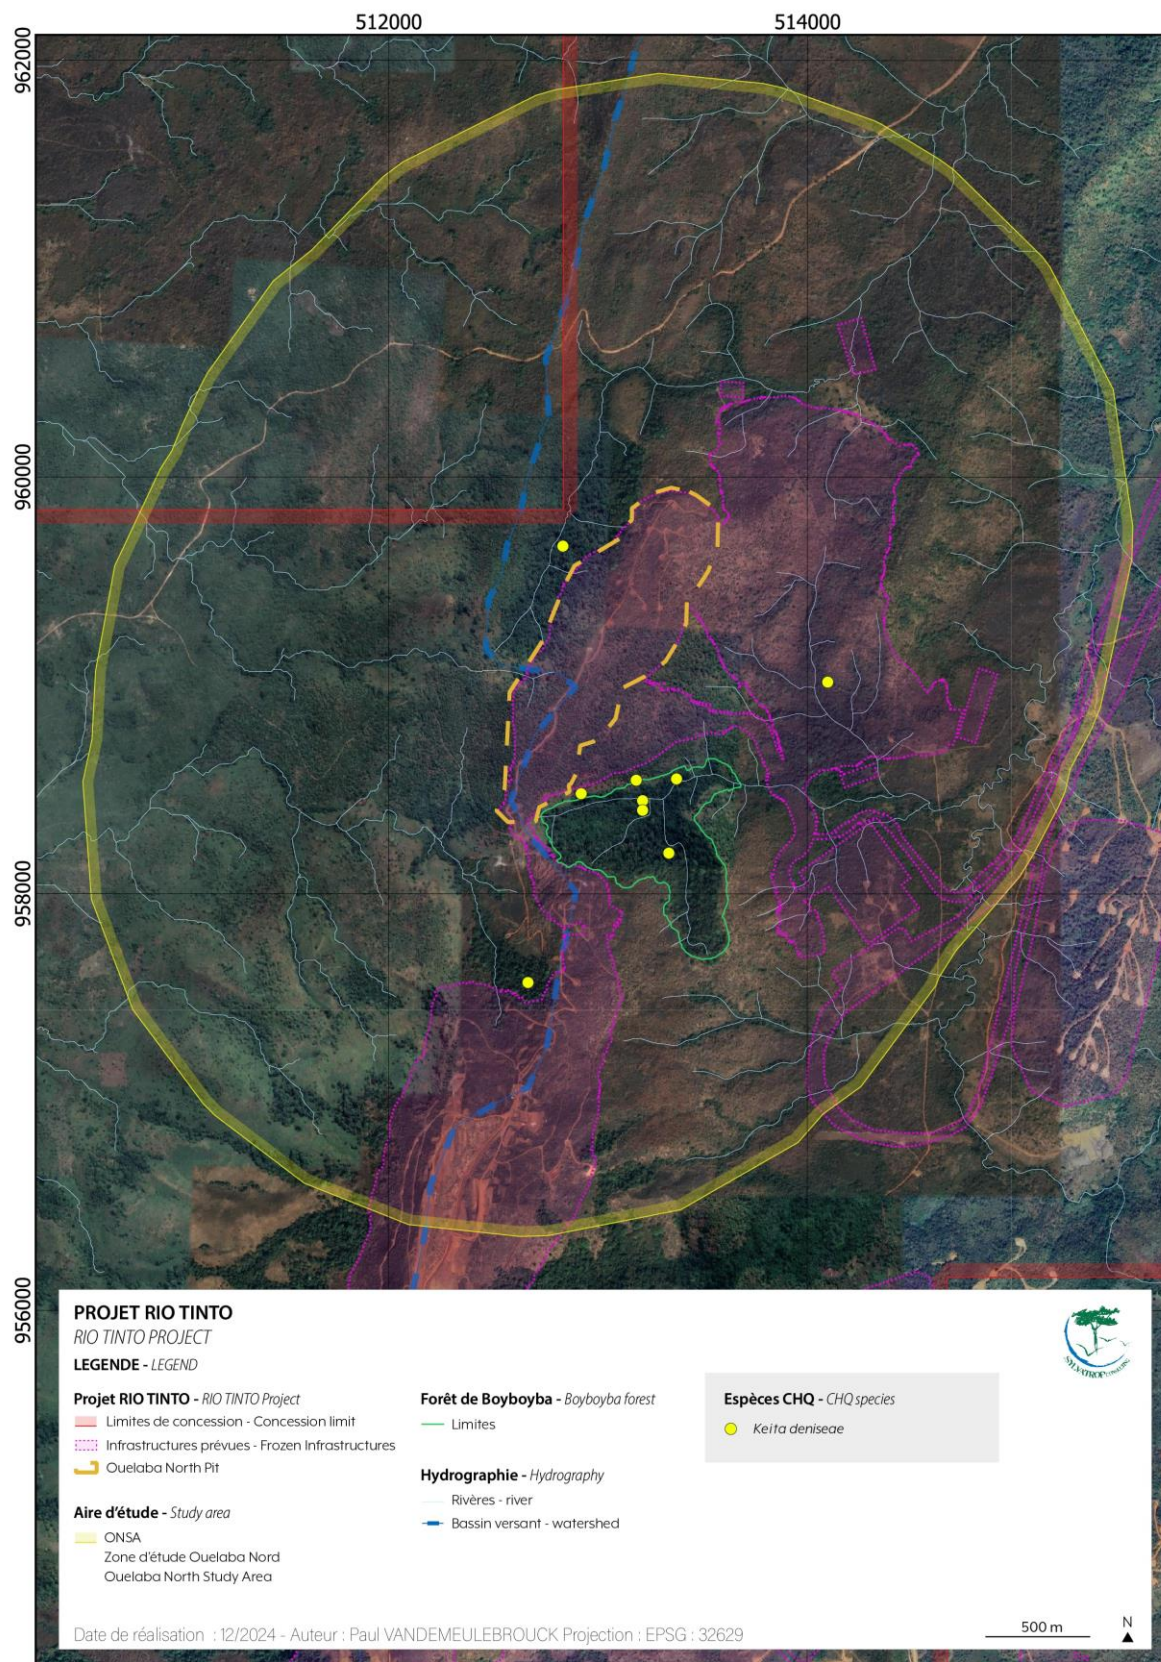 512000
514000
962000
960000
958000
956000
PROJET RIO TINTO
RIO TINTO PROJECT
LEGENDE - LEGEND
Projet RIO TINTO - RIO TINTO Project
Limites de concession - Concession limit
Infrastructures prévues - Frozen Infrastructures
Ouelaba North Pit
Aire d'étude - Study area
ONSA
Zone d'étude Ouelaba Nord
Ouelaba North Study Area
Forêt de Boyboyba - Boyboyba forest
Limites
Hydrographie - Hydrography
Rivères - river
Bassin versant - watershed
Espèces CHQ - CHQ species
Keita deniseae
SYLVATROP CONSULTING
500 m
N
Date de réalisation : 12/2024 - Auteur : Paul VANDEMEULEBROUCK Projection : EPSG : 32629